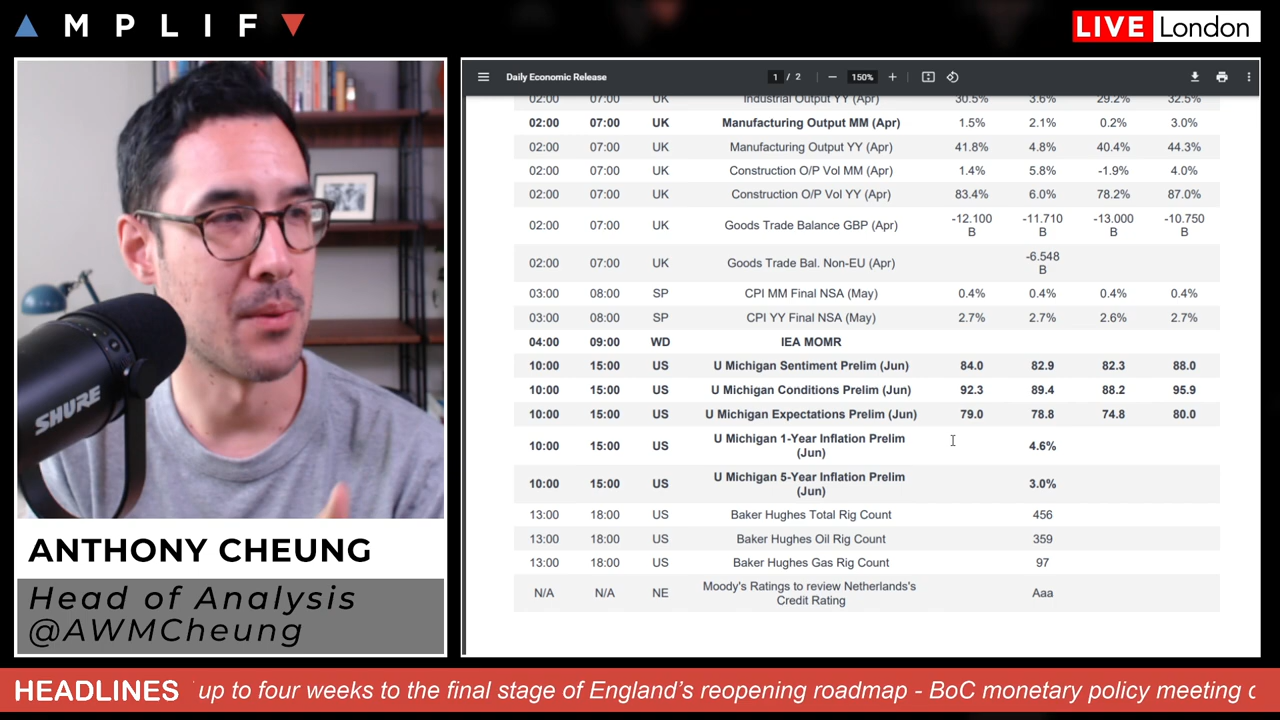 AMPLIFY
LIVE London
Daily Economic Release 1 / 2 150%
02:00 07:00 UK Industrial Output YY (Apr) 30.5% 3.6% 29.2% 32.5%
02:00 07:00 UK Manufacturing Output MM (Apr) 1.5% 2.1% 0.2% 3.0%
02:00 07:00 UK Manufacturing Output YY (Apr) 41.8% 4.8% 40.4% 44.3%
02:00 07:00 UK Construction O/P Vol MM (Apr) 1.4% 5.8% -1.9% 4.0%
02:00 07:00 UK Construction O/P Vol YY (Apr) 83.4% 6.0% 78.2% 87.0%
02:00 07:00 UK Goods Trade Balance GBP (Apr) -12.100 B -11.710 B -13.000 B -10.750 B
02:00 07:00 UK Goods Trade Bal. Non-EU (Apr) -6.548 B
03:00 08:00 SP CPI MM Final NSA (May) 0.4% 0.4% 0.4% 0.4%
03:00 08:00 SP CPI YY Final NSA (May) 2.7% 2.7% 2.6% 2.7%
04:00 09:00 WD IEA MOMR
10:00 15:00 US U Michigan Sentiment Prelim (Jun) 84.0 82.9 82.3 88.0
10:00 15:00 US U Michigan Conditions Prelim (Jun) 92.3 89.4 88.2 95.9
10:00 15:00 US U Michigan Expectations Prelim (Jun) 79.0 78.8 74.8 80.0
10:00 15:00 US U Michigan 1-Year Inflation Prelim (Jun) 4.6%
10:00 15:00 US U Michigan 5-Year Inflation Prelim (Jun) 3.0%
13:00 18:00 US Baker Hughes Total Rig Count 456
13:00 18:00 US Baker Hughes Oil Rig Count 359
13:00 18:00 US Baker Hughes Gas Rig Count 97
N/A N/A NE Moody's Ratings to review Netherlands's Credit Rating Aaa
SHURE
ANTHONY CHEUNG
Head of Analysis
@AWMCheung
HEADLINES up to four weeks to the final stage of England's reopening roadmap - BoC monetary policy meeting